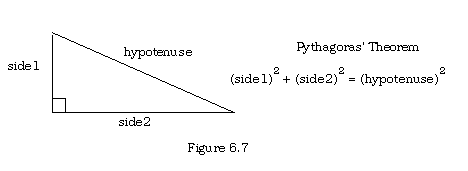 Pythagoras' Theorem
hypotenuse
side1
(side1)² + (side2)² = (hypotenuse)²
side2
Figure 6.7